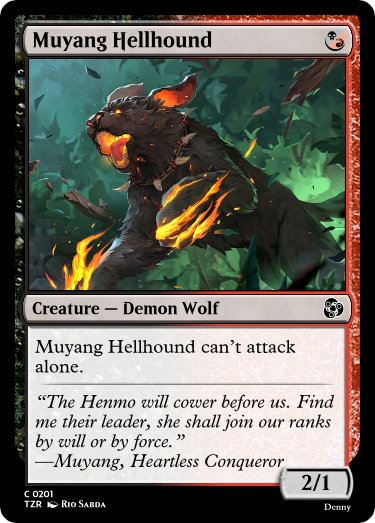 Muyang Hellhound
Creature — Demon Wolf
Muyang Hellhound can't attack
alone.
“The Henmo will cower before us. Find
me their leader, she shall join our ranks
by will or by force.”
—Muyang, Heartless Conqueror
2/1
C 0201
TZR Rio Sabda
Denny